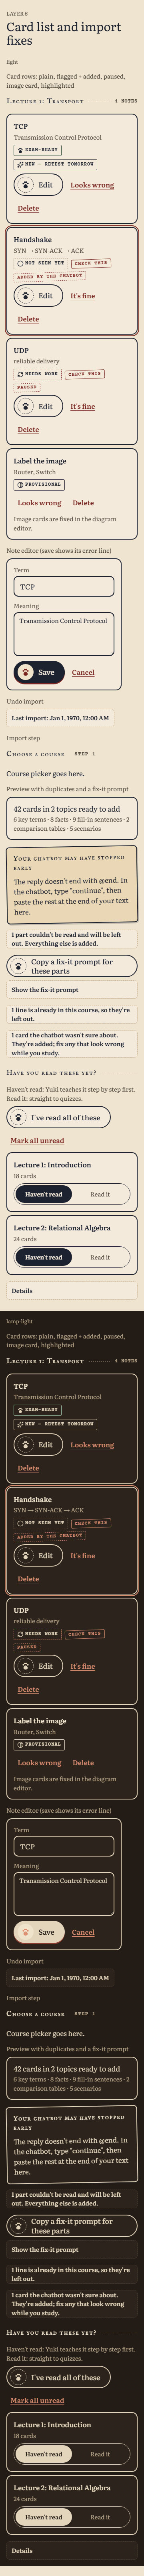 LAYER 6
Card list and import
fixes
light
Card rows: plain, flagged + added, paused,
image card, highlighted
Lecture 1: Transport 4 NOTES
TCP
Transmission Control Protocol
EXAM-READY
NEW — RETEST TOMORROW
Edit Looks wrong
Delete
Handshake
SYN → SYN-ACK → ACK
NOT SEEN YET CHECK THIS
ADDED BY THE CHATBOT
Edit It's fine
Delete
UDP
reliable delivery
NEEDS WORK CHECK THIS
PAUSED
Edit It's fine
Delete
Label the image
Router, Switch
PROVISIONAL
Looks wrong Delete
Image cards are fixed in the diagram
editor.
Note editor (save shows its error line)
Term
TCP
Meaning
Transmission Control Protocol
Save Cancel
Undo import
Last import: Jan 1, 1970, 12:00 AM
Import step
Choose a course STEP 1
Course picker goes here.
Preview with duplicates and a fix-it prompt
42 cards in 2 topics ready to add
6 key terms · 8 facts · 9 fill-in sentences · 2
comparison tables · 5 scenarios
Your chatbot may have stopped
early
The reply doesn't end with @end. In
the chatbot, type "continue", then
paste the rest at the end of your text
here.
1 part couldn't be read and will be
left out. Everything else is added.
Copy a fix-it prompt for
these parts
Show the fix-it prompt
1 line is already in this course, so they're
left out.
1 card the chatbot wasn't sure about.
They're added; fix any that look wrong
while you study.
Have you read these yet?
Haven't read: Yuki teaches it step by step first.
Read it: straight to quizzes.
I've read all of these
Mark all unread
Lecture 1: Introduction
18 cards
Haven't read Read it
Lecture 2: Relational Algebra
24 cards
Haven't read Read it
Details
lamp-light
Card rows: plain, flagged + added, paused,
image card, highlighted
Lecture 1: Transport 4 NOTES
TCP
Transmission Control Protocol
EXAM-READY
NEW — RETEST TOMORROW
Edit Looks wrong
Delete
Handshake
SYN → SYN-ACK → ACK
NOT SEEN YET CHECK THIS
ADDED BY THE CHATBOT
Edit It's fine
Delete
UDP
reliable delivery
NEEDS WORK CHECK THIS
PAUSED
Edit It's fine
Delete
Label the image
Router, Switch
PROVISIONAL
Looks wrong Delete
Image cards are fixed in the diagram
editor.
Note editor (save shows its error line)
Term
TCP
Meaning
Transmission Control Protocol
Save Cancel
Undo import
Last import: Jan 1, 1970, 12:00 AM
Import step
Choose a course STEP 1
Course picker goes here.
Preview with duplicates and a fix-it prompt
42 cards in 2 topics ready to add
6 key terms · 8 facts · 9 fill-in sentences · 2
comparison tables · 5 scenarios
Your chatbot may have stopped
early
The reply doesn't end with @end. In
the chatbot, type "continue", then
paste the rest at the end of your text
here.
1 part couldn't be read and will be
left out. Everything else is added.
Copy a fix-it prompt for
these parts
Show the fix-it prompt
1 line is already in this course, so they're
left out.
1 card the chatbot wasn't sure about.
They're added; fix any that look wrong
while you study.
Have you read these yet?
Haven't read: Yuki teaches it step by step first.
Read it: straight to quizzes.
I've read all of these
Mark all unread
Lecture 1: Introduction
18 cards
Haven't read Read it
Lecture 2: Relational Algebra
24 cards
Haven't read Read it
Details